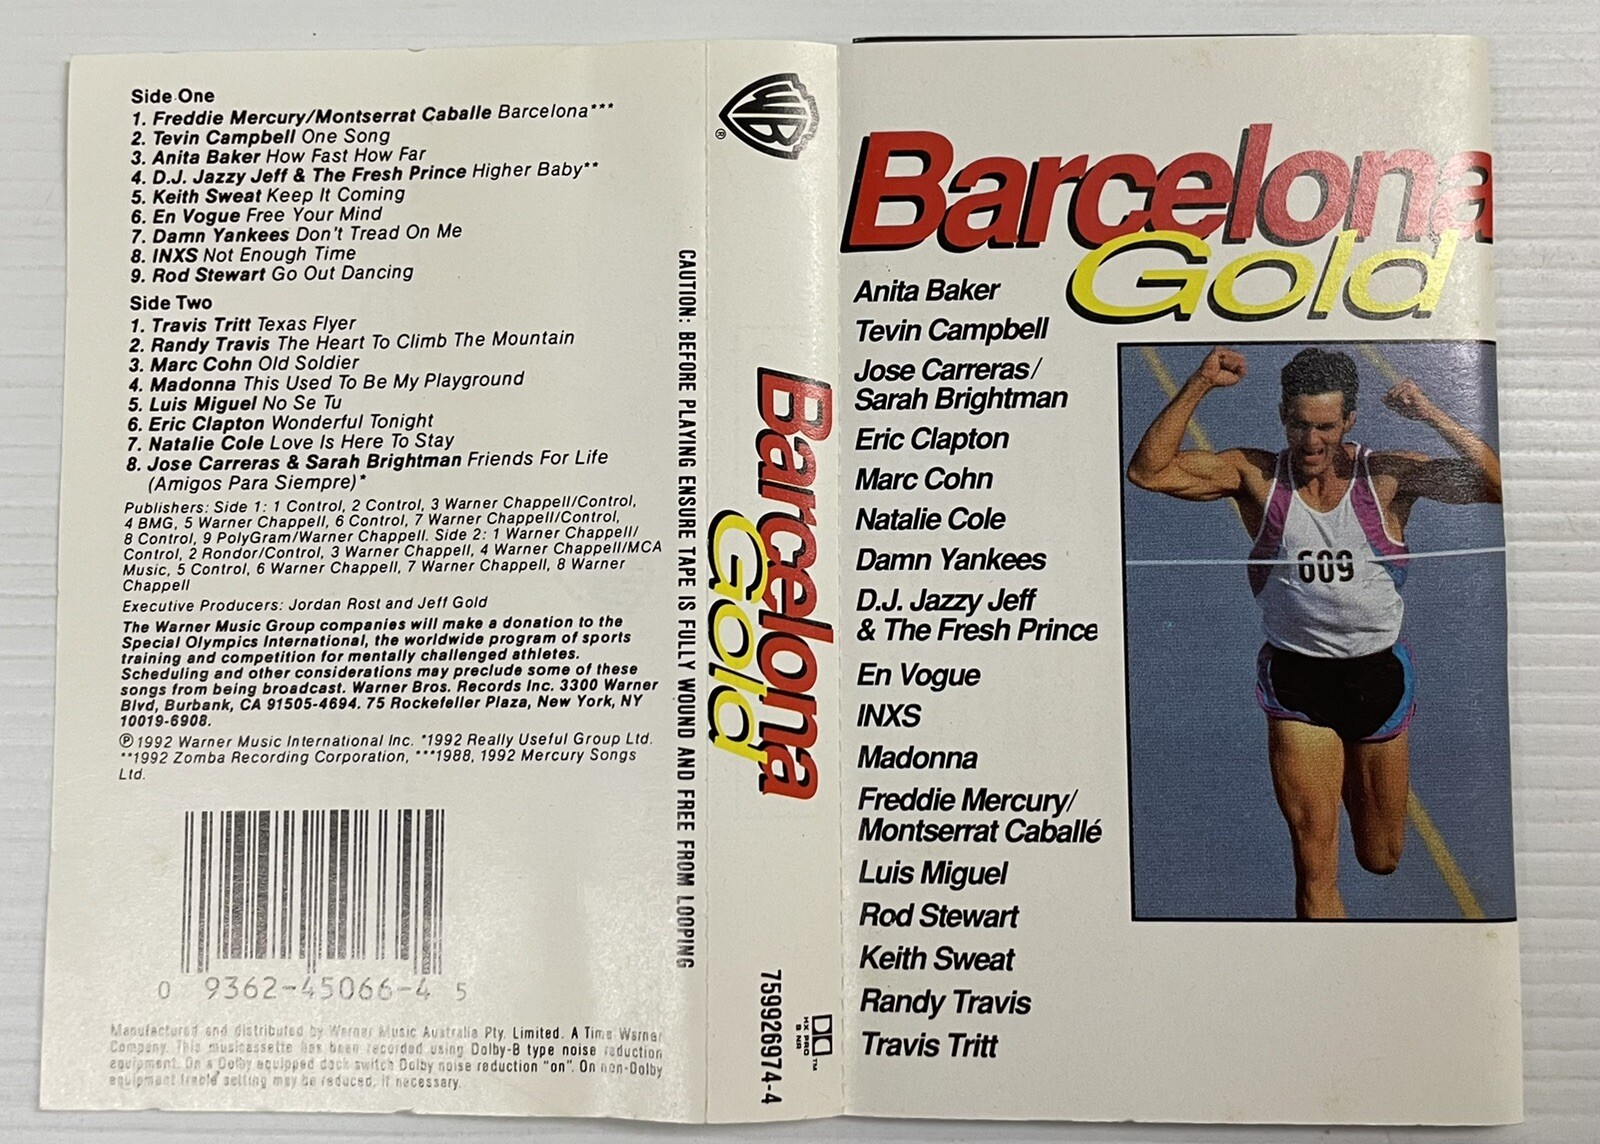 Side One
1. Freddie Mercury/Montserrat Caballe Barcelona***
2. Tevin Campbell One Song
3. Anita Baker How Fast How Far
4. D.J. Jazzy Jeff & The Fresh Prince Higher Baby**
5. Keith Sweat Keep It Coming
6. En Vogue Free Your Mind
7. Damn Yankees Don't Tread On Me
8. INXS Not Enough Time
9. Rod Stewart Go Out Dancing
Side Two
1. Travis Tritt Texas Flyer
2. Randy Travis The Heart To Climb The Mountain
3. Marc Cohn Old Soldier
4. Madonna This Used To Be My Playground
5. Luis Miguel No Se Tu
6. Eric Clapton Wonderful Tonight
7. Natalie Cole Love Is Here To Stay
8. Jose Carreras & Sarah Brightman Friends For Life
(Amigos Para Siempre)*
Publishers: Side 1: 1 Control, 2 Control, 3 Warner Chappell/Control,
4 BMG, 5 Warner Chappell, 6 Control, 7 Warner Chappell/Control,
8 Control, 9 PolyGram/Warner Chappell. Side 2: 1 Warner Chappell/
Control, 2 Rondor/Control, 3 Warner Chappell, 4 Warner Chappell/MCA
Music, 5 Control, 6 Warner Chappell, 7 Warner Chappell, 8 Warner
Chappell
Executive Producers: Jordan Rost and Jeff Gold
The Warner Music Group companies will make a donation to the
Special Olympics International, the worldwide program of sports
training and competition for mentally challenged athletes.
Scheduling and other considerations may preclude some of these
songs from being broadcast. Warner Bros. Records Inc. 3300 Warner
Blvd, Burbank, CA 91505-4694. 75 Rockefeller Plaza, New York, NY
10019-6908.
℗1992 Warner Music International Inc. *1992 Really Useful Group Ltd.
**1992 Zomba Recording Corporation, ***1988, 1992 Mercury Songs
Ltd.
0 9362-45066-4 5
Manufactured and distributed by Warner Music Australia Pty. Limited. A Time Warner
Company. This musicassette has been recorded using Dolby-B type noise reduction
equipment. On a Dolby equipped deck switch Dolby noise reduction "on". On non-Dolby
equipment treble setting may be reduced, if necessary.
CAUTION: BEFORE PLAYING ENSURE TAPE IS FULLY WOUND AND FREE FROM LOOPING
WB
®
Barcelona
Gold
DD™
HX PRO
B NR
759926974-4
Barcelona
Gold
Anita Baker
Tevin Campbell
Jose Carreras/
Sarah Brightman
Eric Clapton
Marc Cohn
Natalie Cole
Damn Yankees
D.J. Jazzy Jeff
& The Fresh Prince
En Vogue
INXS
Madonna
Freddie Mercury/
Montserrat Caballé
Luis Miguel
Rod Stewart
Keith Sweat
Randy Travis
Travis Tritt
609